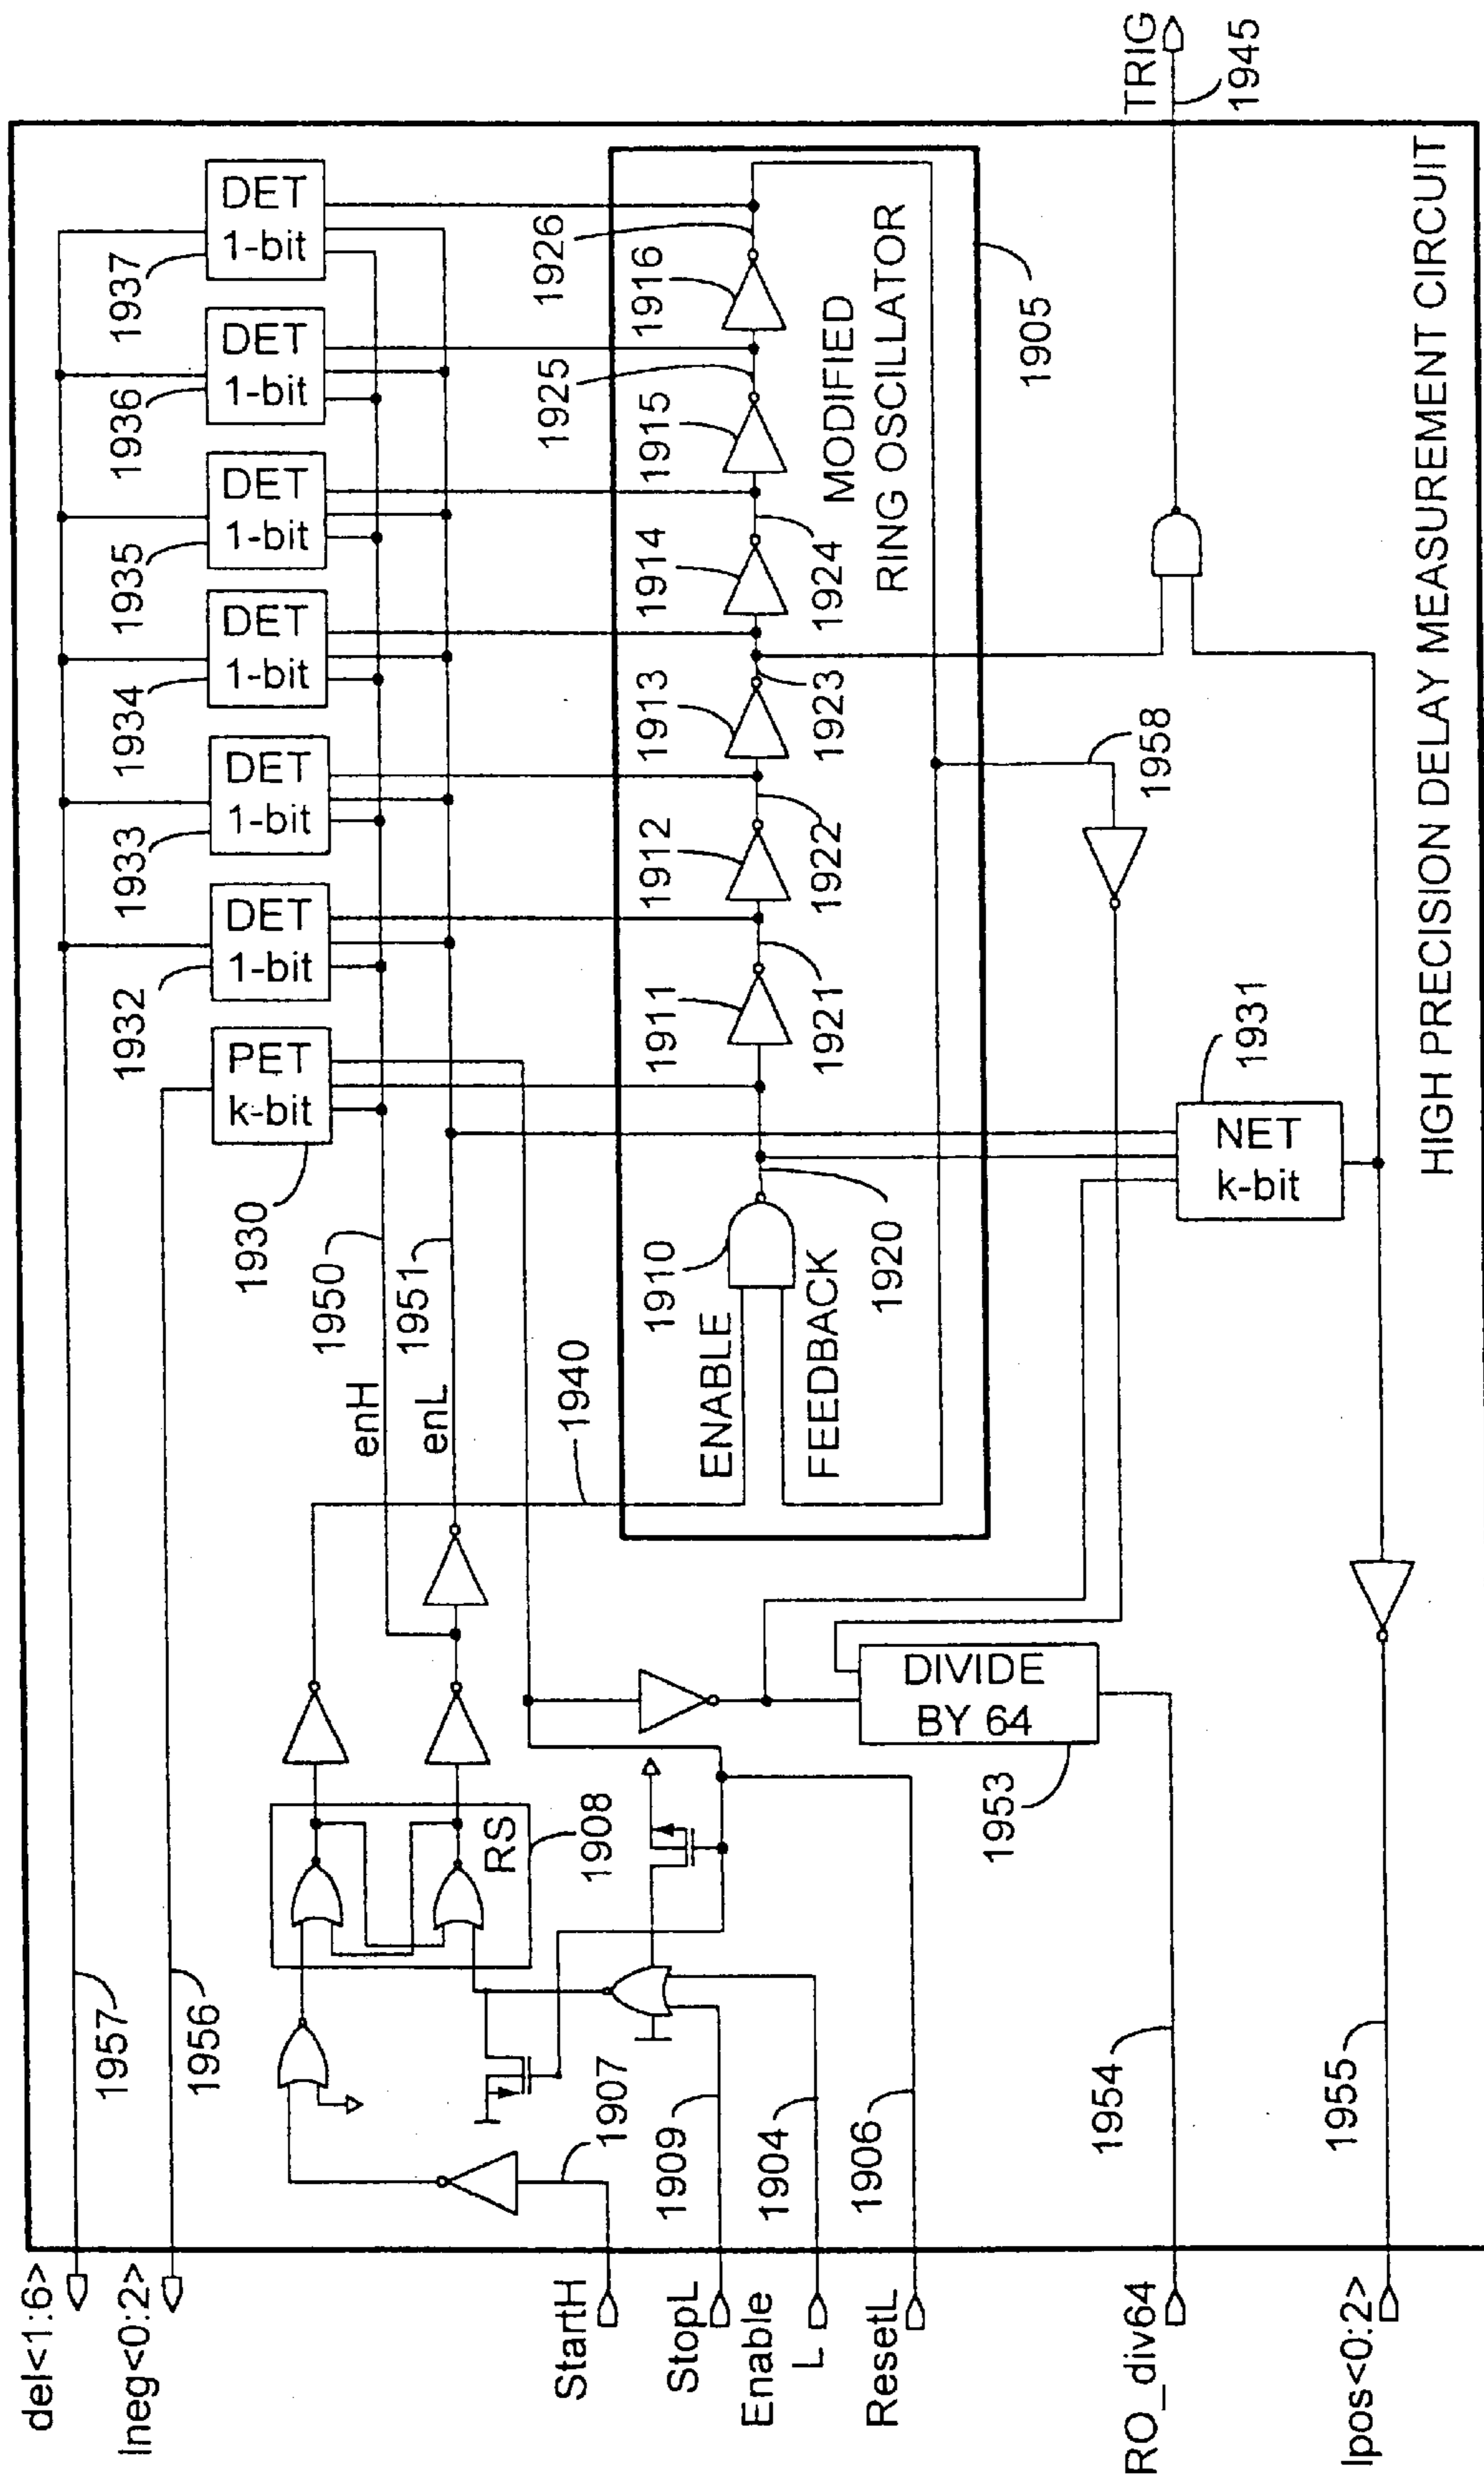 del<1:6>
Ineg<0:2>
StartH
StopL
Enable
L
ResetL
RO_div64
Ipos<0:2>
1957
1956
1907
1909
1904
1906
1954
1955
RS
1908
DIVIDE
BY 64
1953
enH
enL
1950
1951
1940
PET
k-bit
1930
DET
1-bit
1932
DET
1-bit
1933
DET
1-bit
1934
DET
1-bit
1935
DET
1-bit
1936
DET
1-bit
1937
ENABLE
FEEDBACK
1910
1920
1911
1921
1912
1922
1913
1923
1914
1924
1915
1925
1916
1926
MODIFIED
RING OSCILLATOR
1905
NET
k-bit
1931
1958
TRIG
1945
HIGH PRECISION DELAY MEASUREMENT CIRCUIT